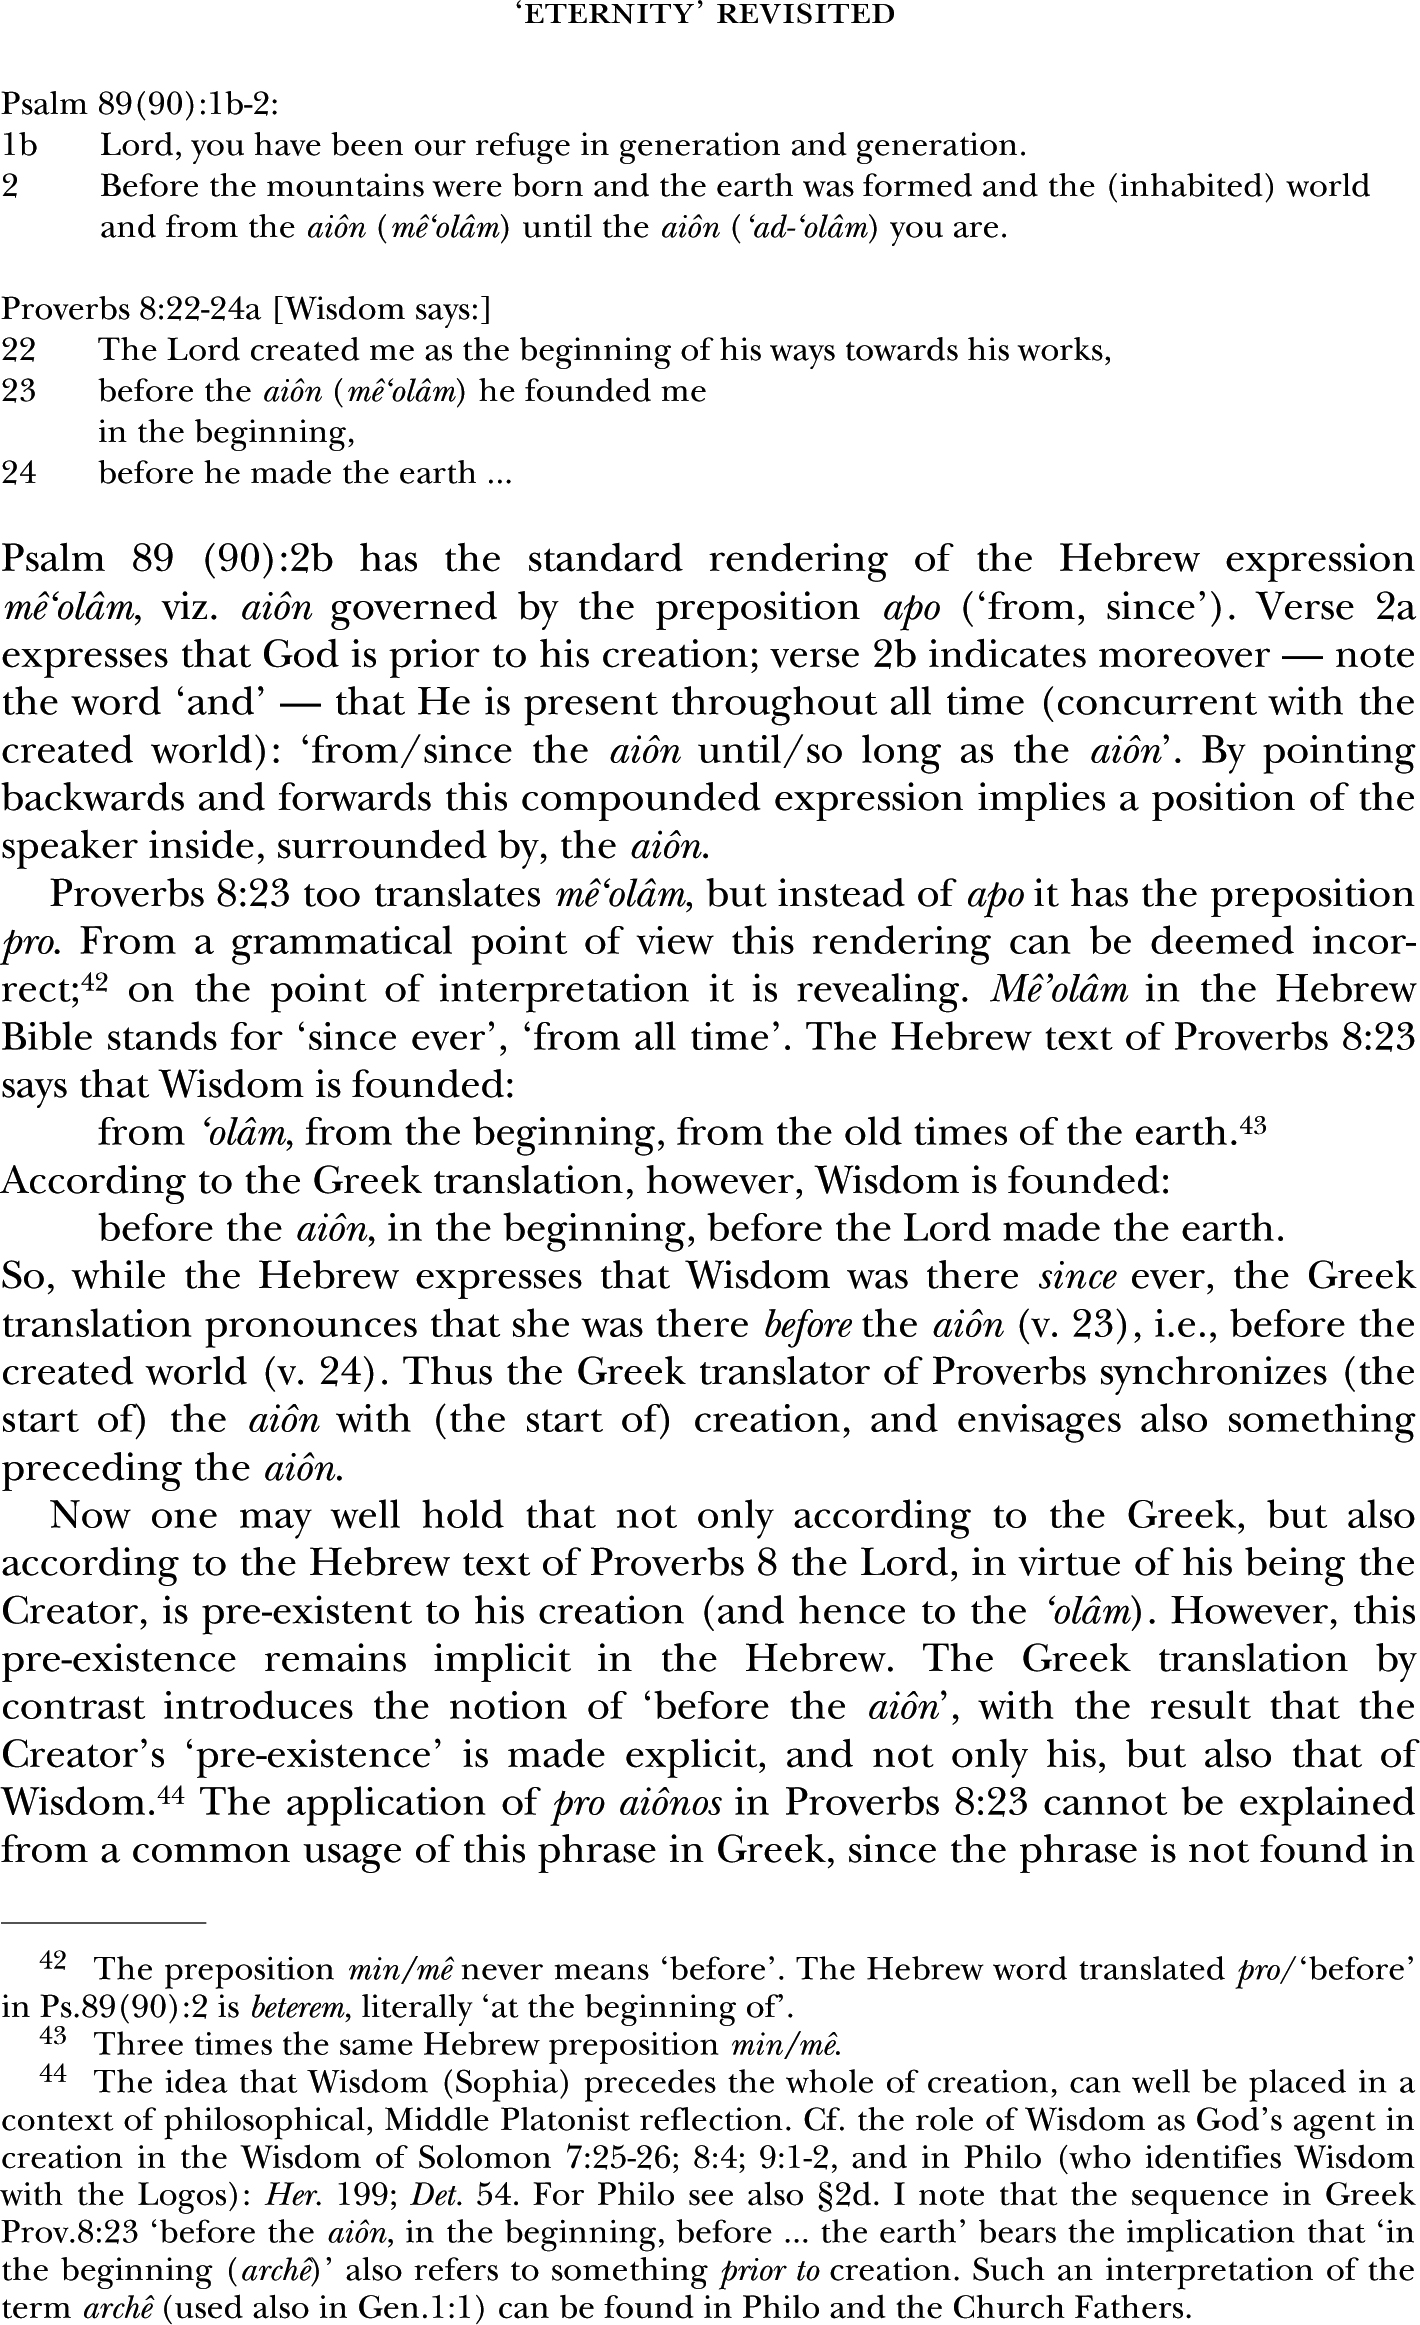 ‘ETERNITY’ REVISITED
Psalm 89(90):1b-2:
1b Lord, you have been our refuge in generation and generation.
2 Before the mountains were born and the earth was formed and the (inhabited) world
and from the aiôn (mê‘olâm) until the aiôn (‘ad-‘olâm) you are.
Proverbs 8:22-24a [Wisdom says:]
22 The Lord created me as the beginning of his ways towards his works,
23 before the aiôn (mê‘olâm) he founded me
in the beginning,
24 before he made the earth ...
Psalm 89 (90):2b has the standard rendering of the Hebrew expression
mê‘olâm, viz. aiôn governed by the preposition apo (‘from, since’). Verse 2a
expresses that God is prior to his creation; verse 2b indicates moreover — note
the word ‘and’ — that He is present throughout all time (concurrent with the
created world): ‘from/since the aiôn until/so long as the aiôn’. By pointing
backwards and forwards this compounded expression implies a position of the
speaker inside, surrounded by, the aiôn.
Proverbs 8:23 too translates mê‘olâm, but instead of apo it has the preposition
pro. From a grammatical point of view this rendering can be deemed incor-
rect;42 on the point of interpretation it is revealing. Mê’olâm in the Hebrew
Bible stands for ‘since ever’, ‘from all time’. The Hebrew text of Proverbs 8:23
says that Wisdom is founded:
from ‘olâm, from the beginning, from the old times of the earth.43
According to the Greek translation, however, Wisdom is founded:
before the aiôn, in the beginning, before the Lord made the earth.
So, while the Hebrew expresses that Wisdom was there since ever, the Greek
translation pronounces that she was there before the aiôn (v. 23), i.e., before the
created world (v. 24). Thus the Greek translator of Proverbs synchronizes (the
start of) the aiôn with (the start of) creation, and envisages also something
preceding the aiôn.
Now one may well hold that not only according to the Greek, but also
according to the Hebrew text of Proverbs 8 the Lord, in virtue of his being the
Creator, is pre-existent to his creation (and hence to the ‘olâm). However, this
pre-existence remains implicit in the Hebrew. The Greek translation by
contrast introduces the notion of ‘before the aiôn’, with the result that the
Creator’s ‘pre-existence’ is made explicit, and not only his, but also that of
Wisdom.44 The application of pro aiônos in Proverbs 8:23 cannot be explained
from a common usage of this phrase in Greek, since the phrase is not found in
42 The preposition min/mê never means ‘before’. The Hebrew word translated pro/‘before’
in Ps.89(90):2 is beterem, literally ‘at the beginning of’.
43 Three times the same Hebrew preposition min/mê.
44 The idea that Wisdom (Sophia) precedes the whole of creation, can well be placed in a
context of philosophical, Middle Platonist reflection. Cf. the role of Wisdom as God’s agent in
creation in the Wisdom of Solomon 7:25-26; 8:4; 9:1-2, and in Philo (who identifies Wisdom
with the Logos): Her. 199; Det. 54. For Philo see also §2d. I note that the sequence in Greek
Prov.8:23 ‘before the aiôn, in the beginning, before ... the earth’ bears the implication that ‘in
the beginning (archê)’ also refers to something prior to creation. Such an interpretation of the
term archê (used also in Gen.1:1) can be found in Philo and the Church Fathers.